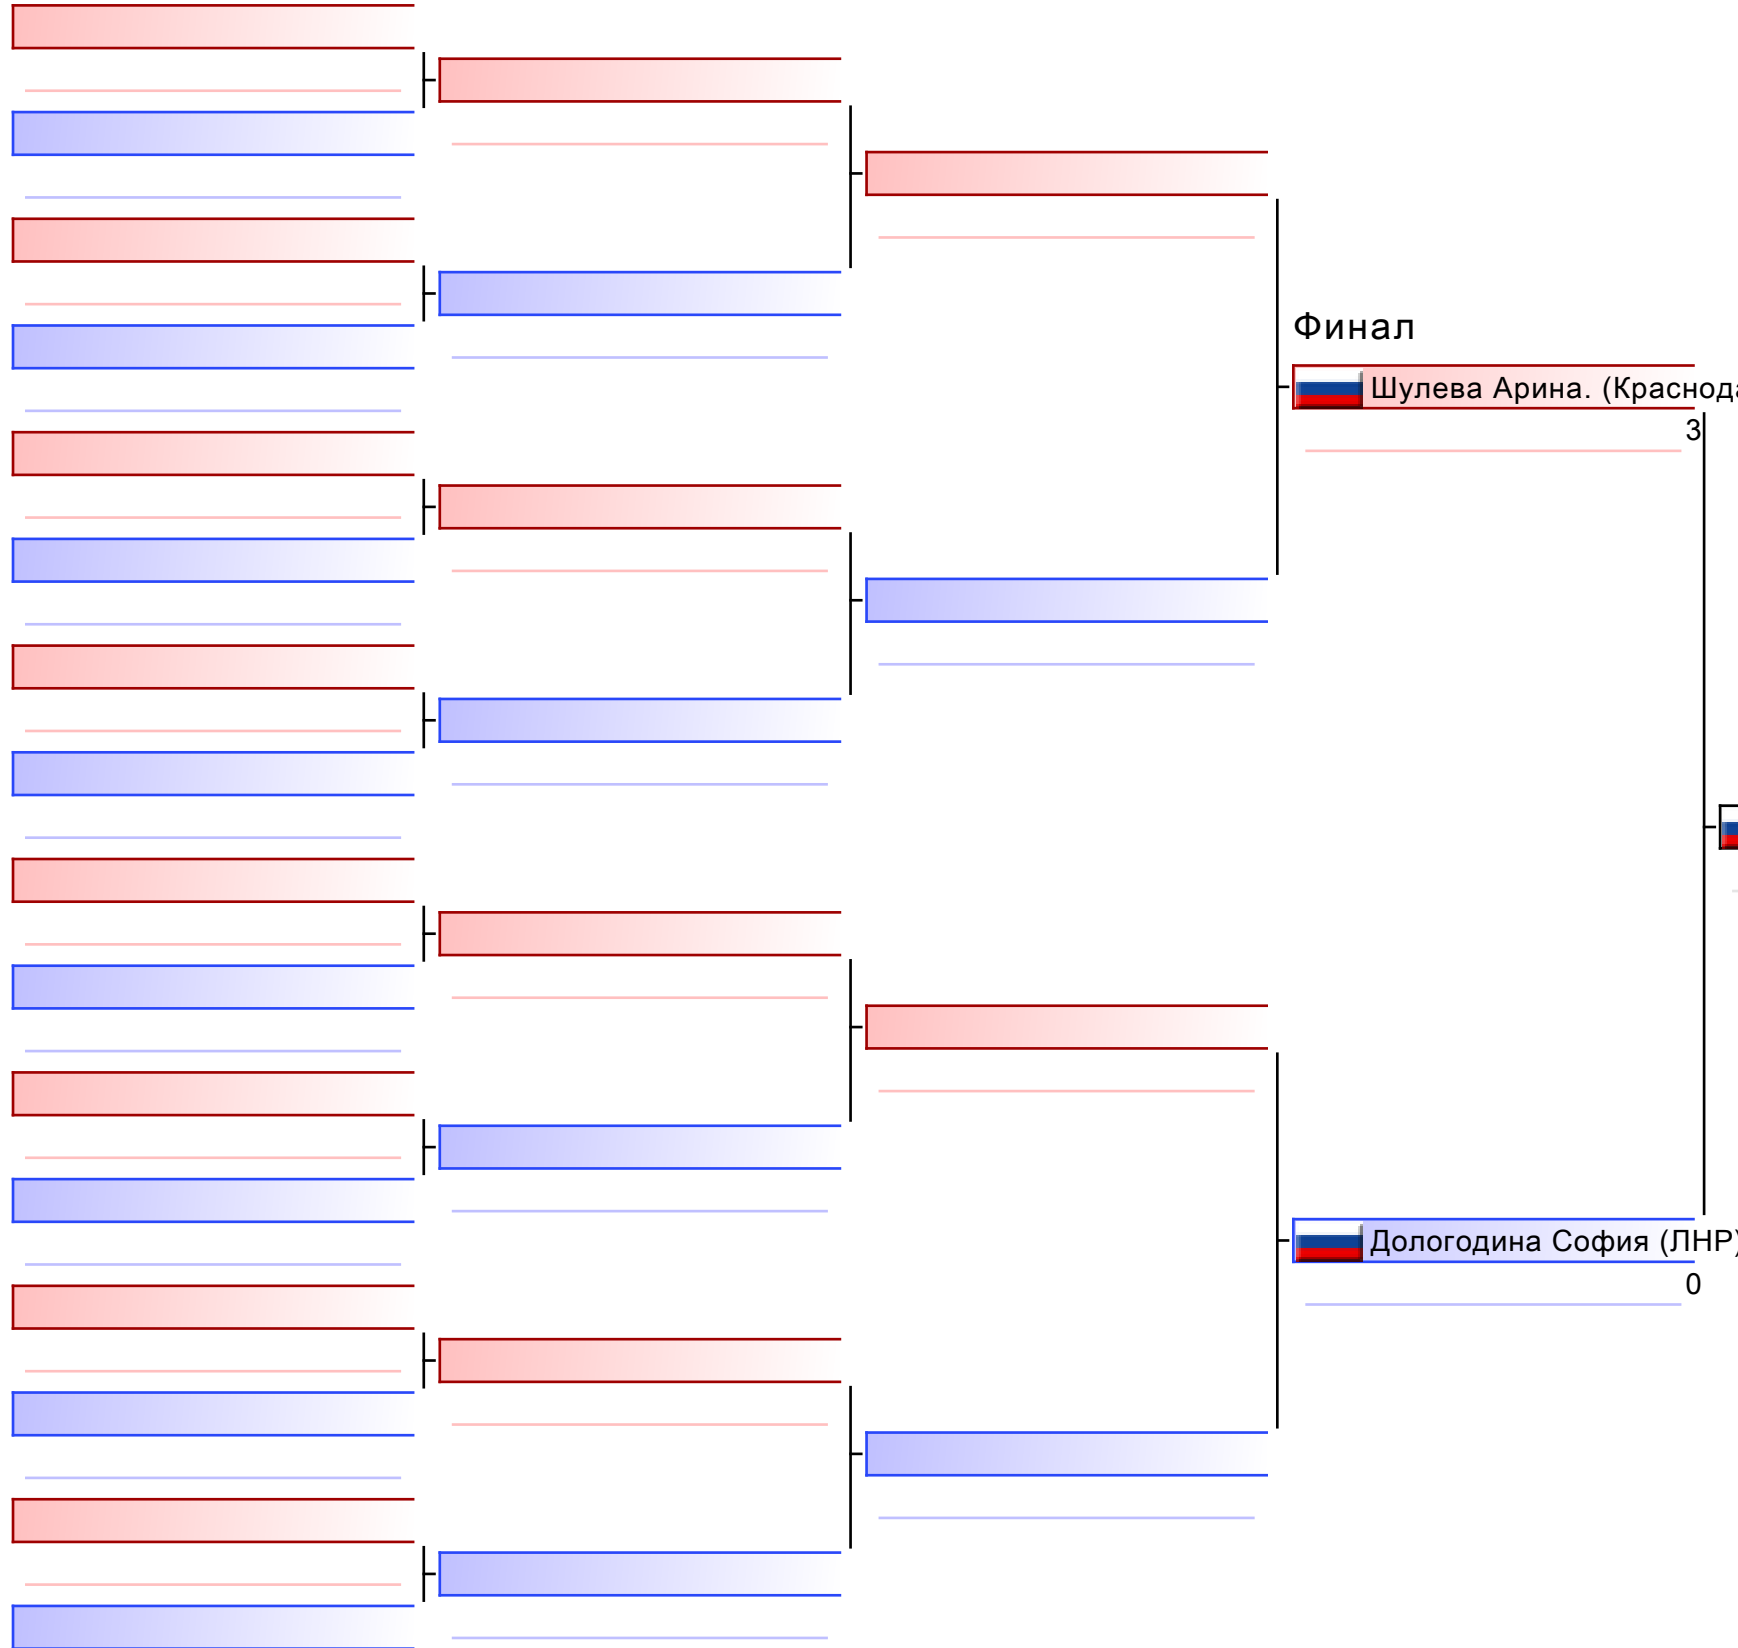 Финал
Шулева Арина. (Краснода
3
Дологодина София (ЛНР)
0